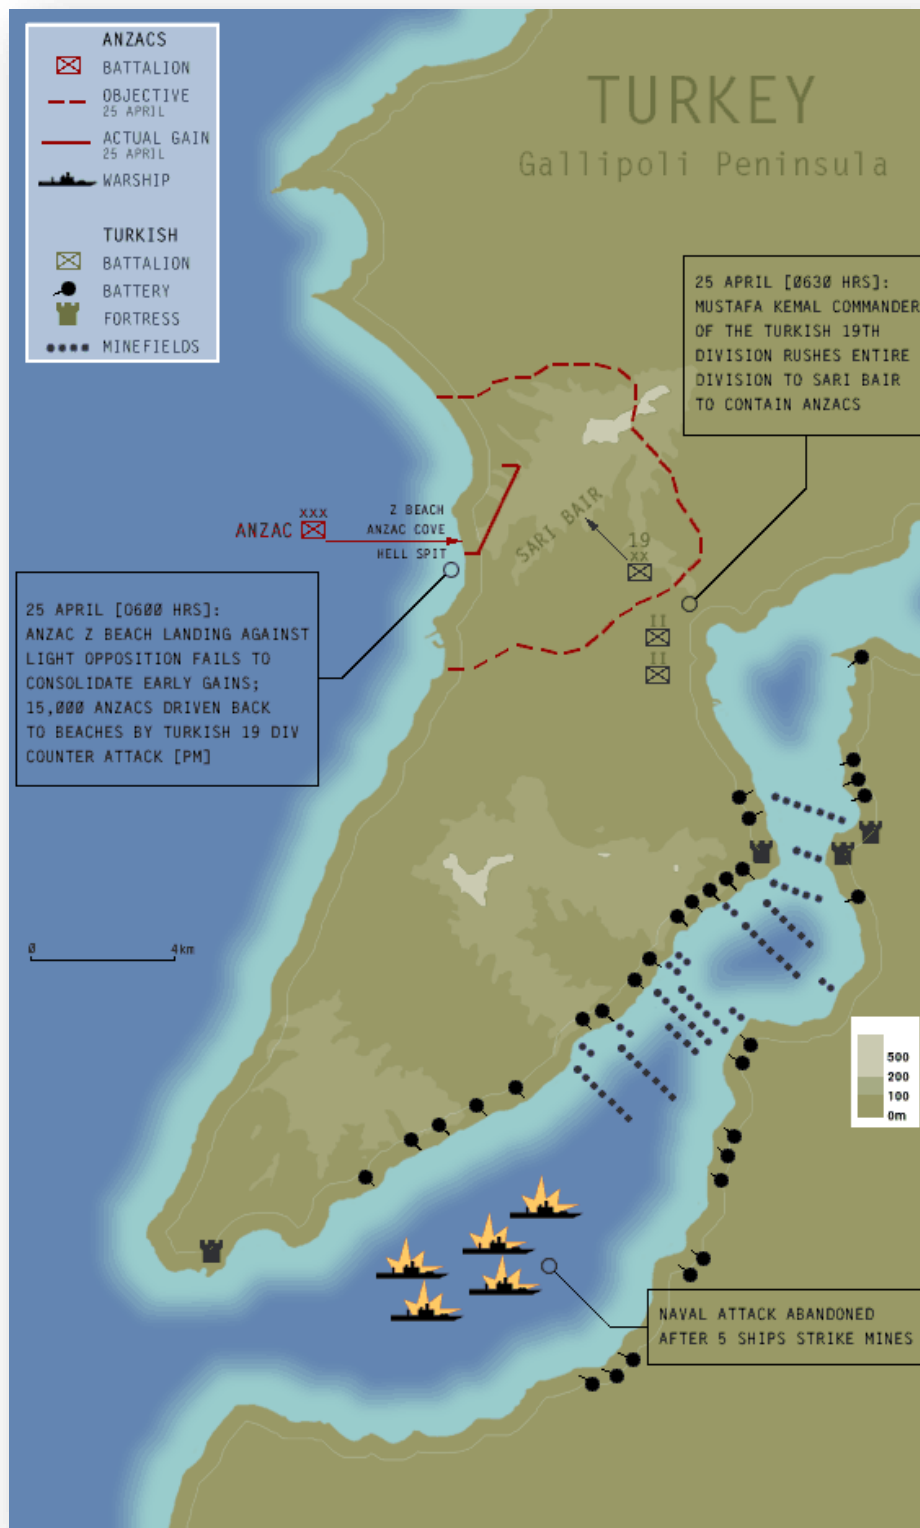 ANZACS
BATTALION
OBJECTIVE
25 APRIL
ACTUAL GAIN
25 APRIL
WARSHIP
TURKISH
BATTALION
BATTERY
FORTRESS
MINEFIELDS
TURKEY
Gallipoli Peninsula
25 APRIL [0630 HRS]:
MUSTAFA KEMAL COMMANDER
OF THE TURKISH 19TH
DIVISION RUSHES ENTIRE
DIVISION TO SARI BAIR
TO CONTAIN ANZACS
XXX
ANZAC
Z BEACH
ANZAC COVE
HELL SPIT
SARI BAIR
19
XX
II
II
25 APRIL [0600 HRS]:
ANZAC Z BEACH LANDING AGAINST
LIGHT OPPOSITION FAILS TO
CONSOLIDATE EARLY GAINS;
15,000 ANZACS DRIVEN BACK
TO BEACHES BY TURKISH 19 DIV
COUNTER ATTACK [PM]
0 4km
500
200
100
0m
NAVAL ATTACK ABANDONED
AFTER 5 SHIPS STRIKE MINES